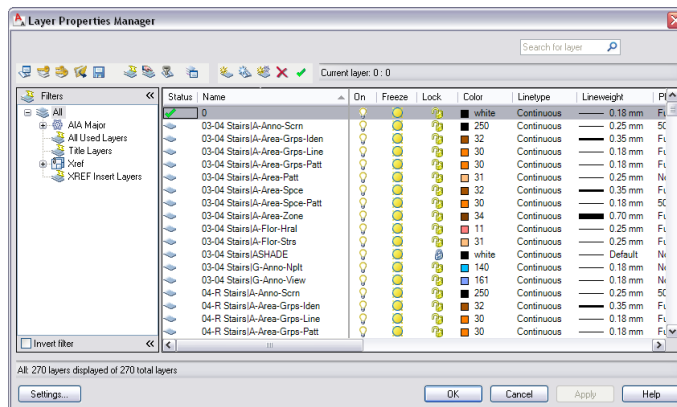 Layer Properties Manager
Search for layer
Current layer: 0 : 0
Filters
All
AIA Major
All Used Layers
Title Layers
Xref
XREF Insert Layers
Invert filter
Status Name On Freeze Lock Color Linetype Lineweight
0 white Continuous 0.18 mm
03-04 Stairs|A-Anno-Scrn 250 Continuous 0.25 mm 50
03-04 Stairs|A-Area-Grps-Iden 32 Continuous 0.35 mm
03-04 Stairs|A-Area-Grps-Line 30 Continuous 0.18 mm
03-04 Stairs|A-Area-Grps-Patt 30 Continuous 0.18 mm
03-04 Stairs|A-Area-Patt 31 Continuous 0.25 mm
03-04 Stairs|A-Area-Spce 32 Continuous 0.35 mm
03-04 Stairs|A-Area-Spce-Patt 30 Continuous 0.18 mm 50
03-04 Stairs|A-Area-Zone 34 Continuous 0.70 mm
03-04 Stairs|A-Flor-Hral 11 Continuous 0.25 mm
03-04 Stairs|A-Flor-Strs 31 Continuous 0.25 mm
03-04 Stairs|ASHADE white Continuous Default
03-04 Stairs|G-Anno-Nplt 140 Continuous 0.18 mm
03-04 Stairs|G-Anno-View 161 Continuous 0.18 mm
04-R Stairs|A-Anno-Scrn 250 Continuous 0.25 mm 50
04-R Stairs|A-Area-Grps-Iden 32 Continuous 0.35 mm
04-R Stairs|A-Area-Grps-Line 30 Continuous 0.18 mm
04-R Stairs|A-Area-Grps-Patt 30 Continuous 0.18 mm
All: 270 layers displayed of 270 total layers
Settings... OK Cancel Apply Help